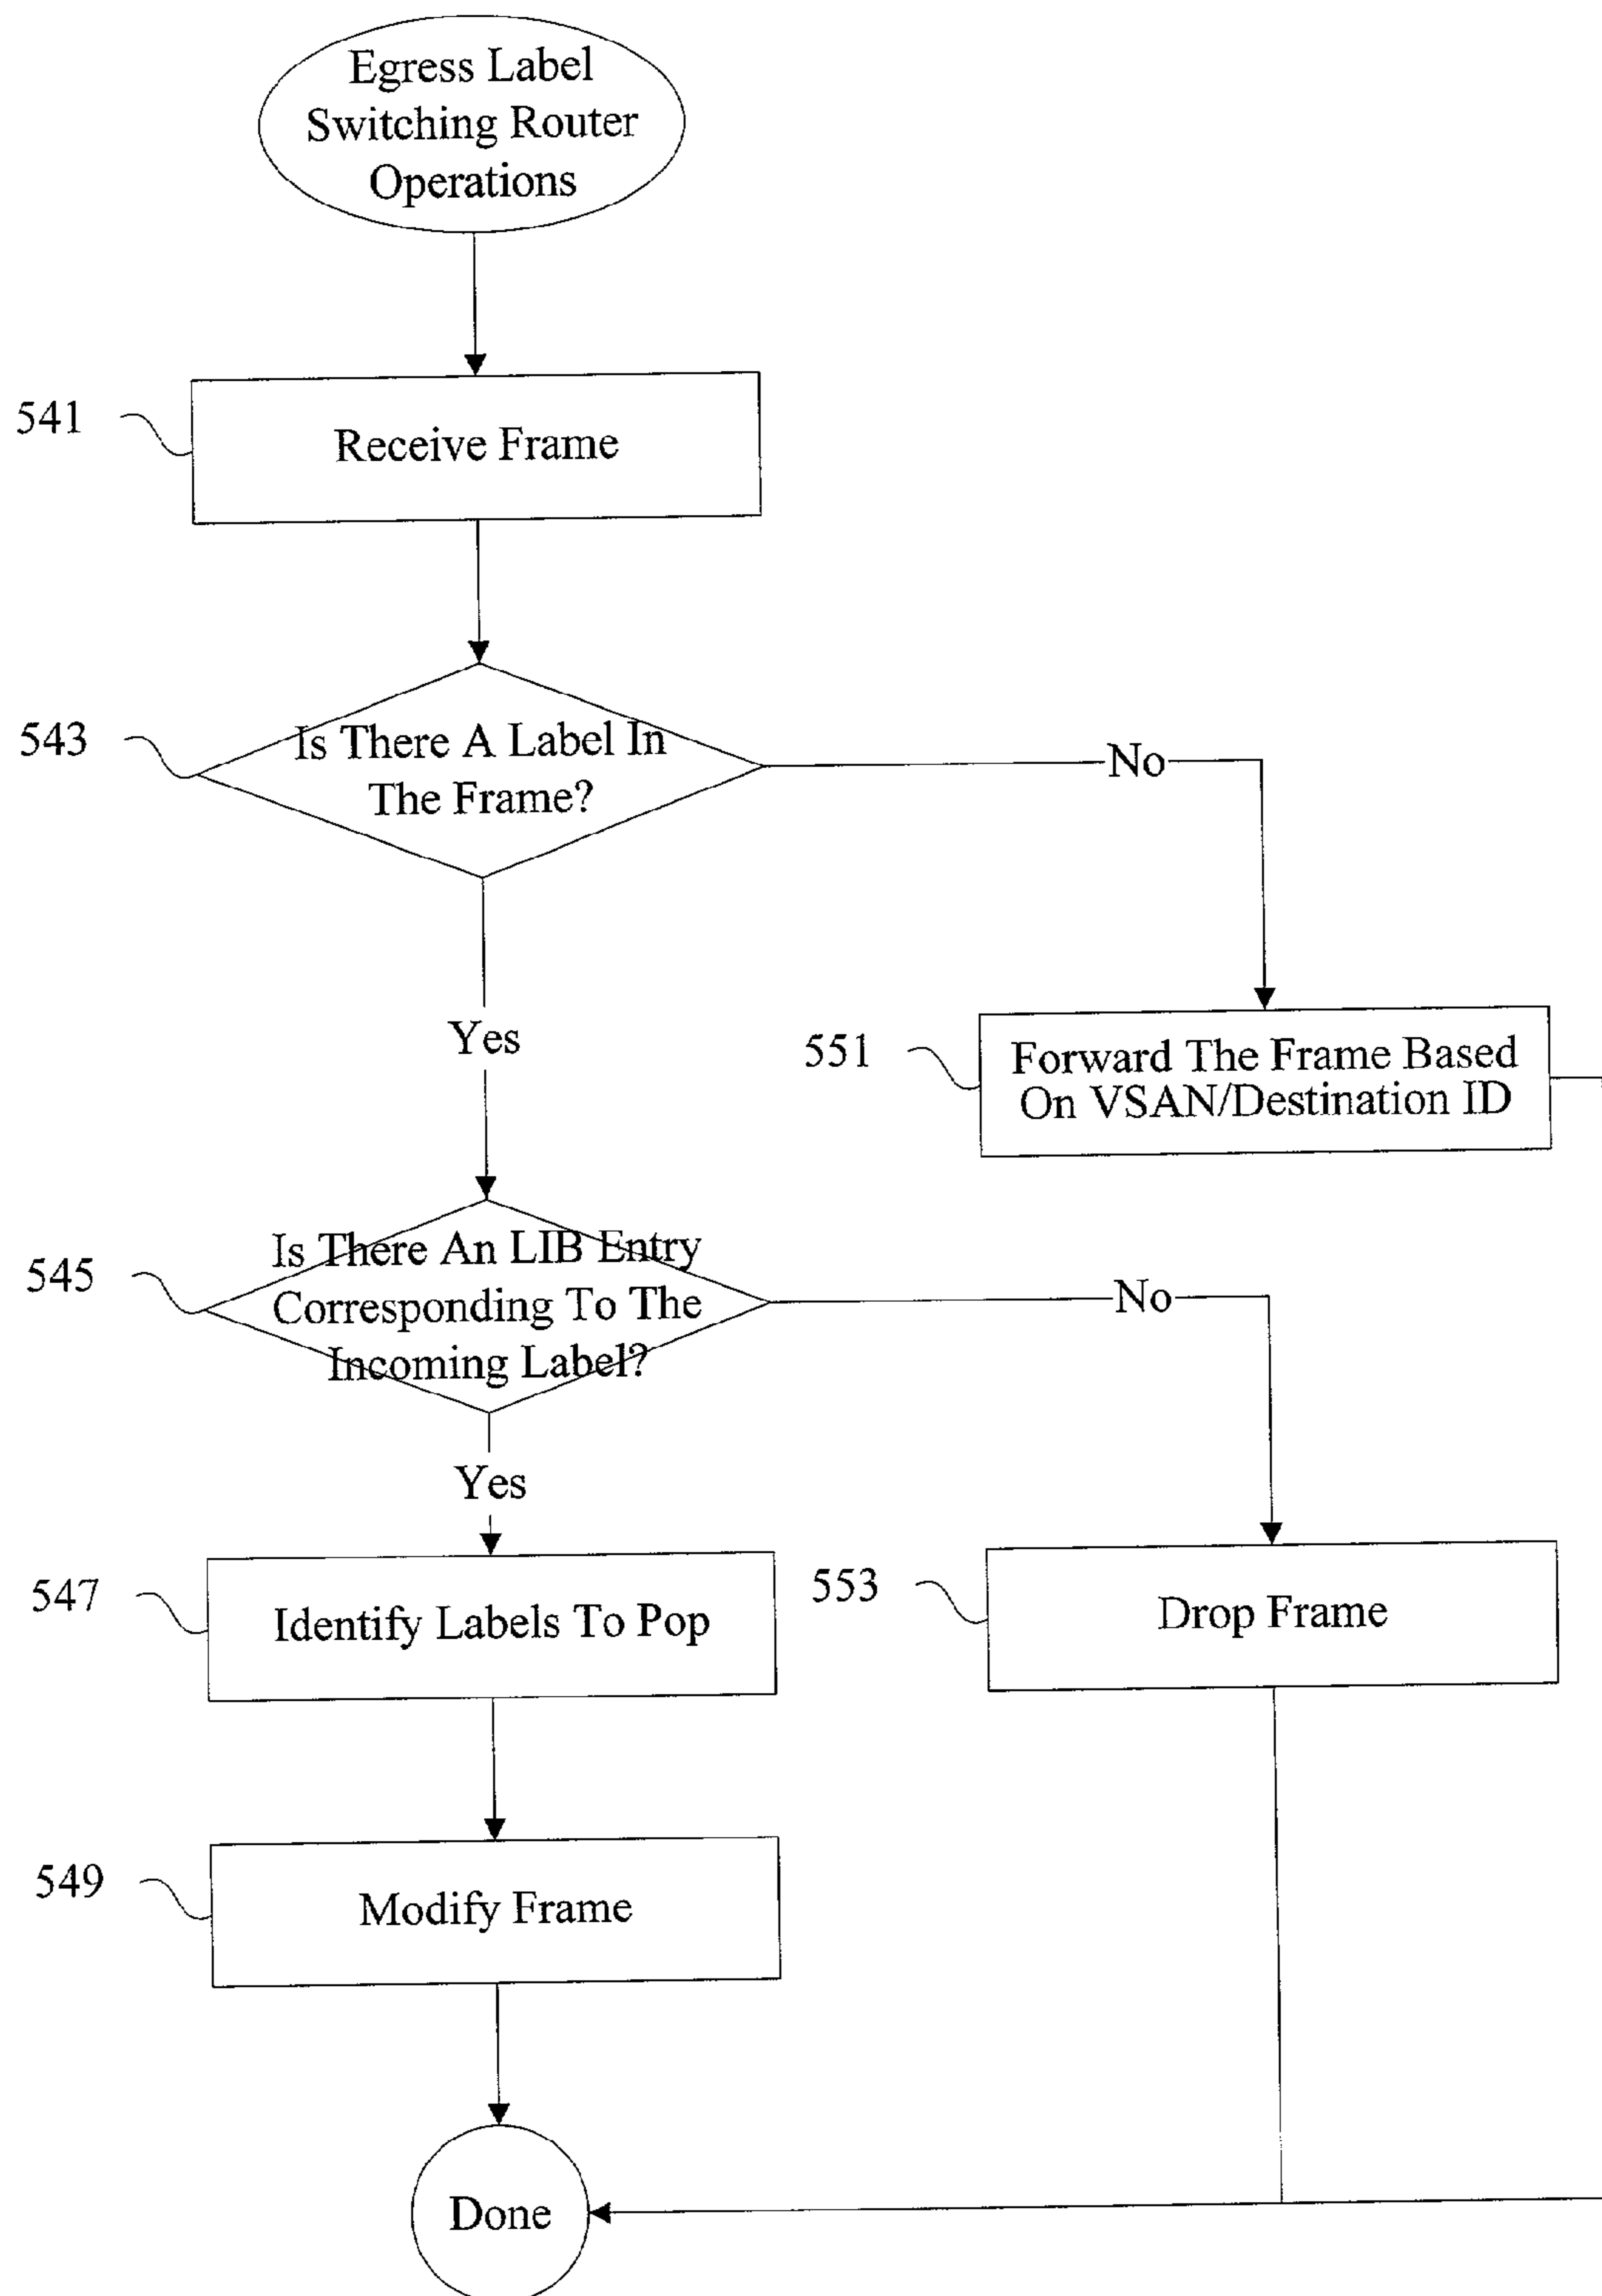 Egress Label
Switching Router
Operations
541
Receive Frame
543
Is There A Label In
The Frame?
No
Yes
551
Forward The Frame Based
On VSAN/Destination ID
545
Is There An LIB Entry
Corresponding To The
Incoming Label?
No
Yes
547
Identify Labels To Pop
553
Drop Frame
549
Modify Frame
Done